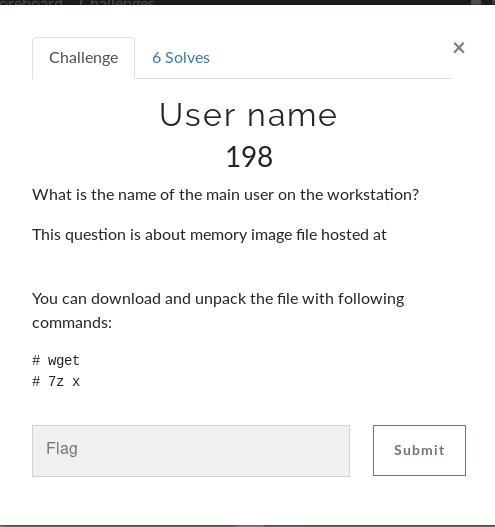 Challenge
6 Solves
×
User name
198
What is the name of the main user on the workstation?
This question is about memory image file hosted at
You can download and unpack the file with following
commands:
# wget
# 7z x
Flag
Submit